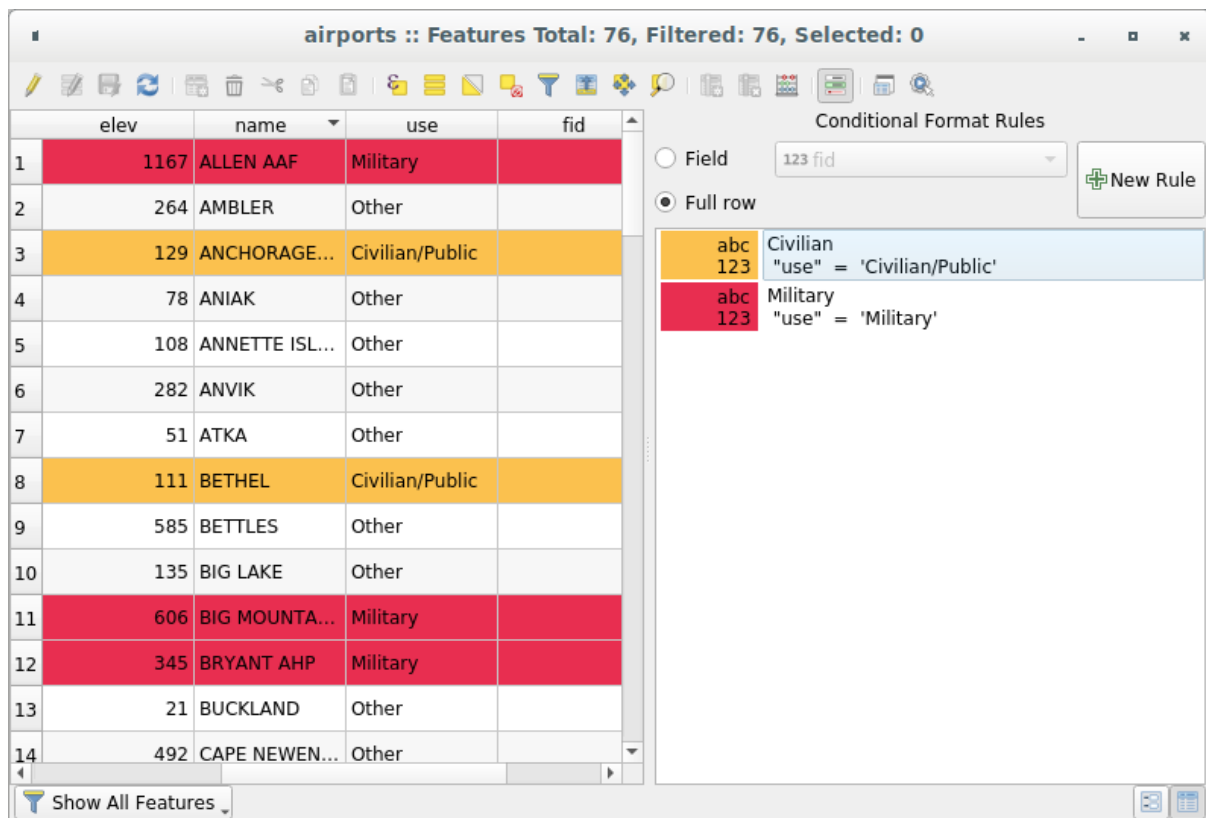 airports :: Features Total: 76, Filtered: 76, Selected: 0
elev name use fid
1 1167 ALLEN AAF Military
2 264 AMBLER Other
3 129 ANCHORAGE... Civilian/Public
4 78 ANIAK Other
5 108 ANNETTE ISL... Other
6 282 ANVIK Other
7 51 ATKA Other
8 111 BETHEL Civilian/Public
9 585 BETTLES Other
10 135 BIG LAKE Other
11 606 BIG MOUNTA... Military
12 345 BRYANT AHP Military
13 21 BUCKLAND Other
14 492 CAPE NEWEN... Other
Show All Features
Conditional Format Rules
Field 123 fid
Full row
New Rule
abc Civilian
123 "use" = 'Civilian/Public'
abc Military
123 "use" = 'Military'